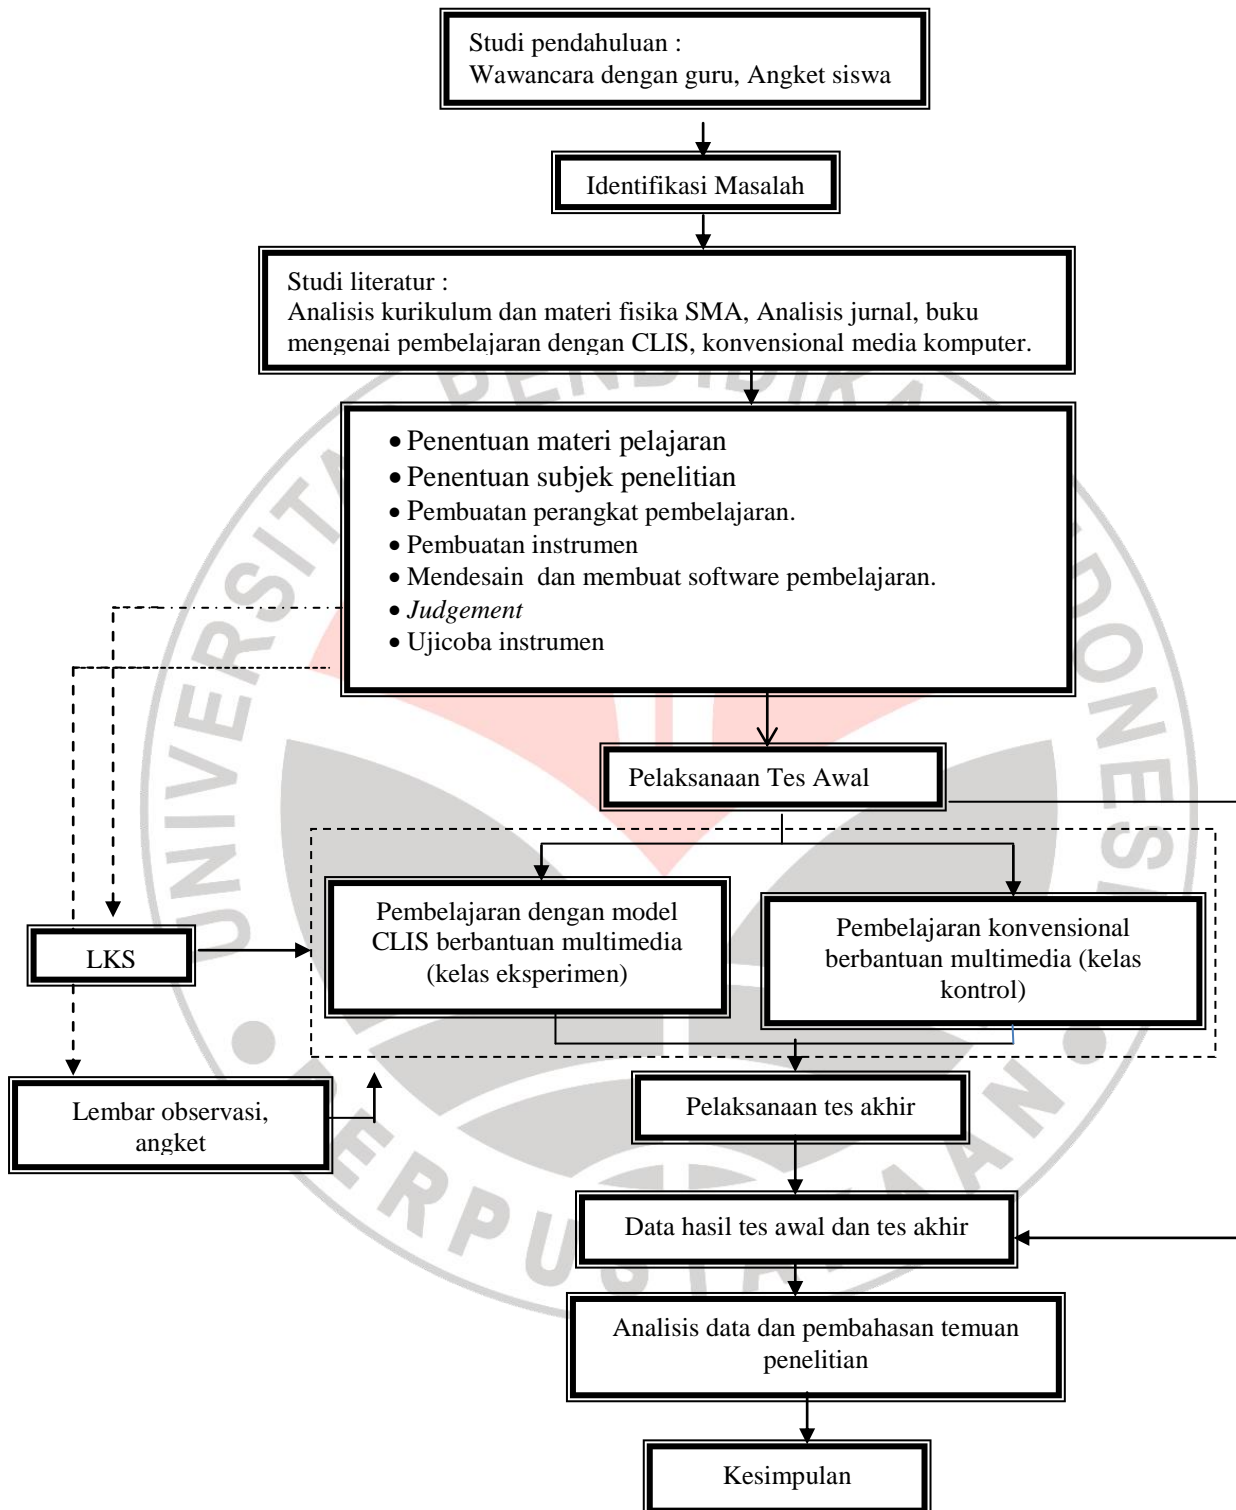 Studi pendahuluan :
Wawancara dengan guru, Angket siswa
Identifikasi Masalah
Studi literatur :
Analisis kurikulum dan materi fisika SMA, Analisis jurnal, buku
mengenai pembelajaran dengan CLIS, konvensional media komputer.
• Penentuan materi pelajaran
• Penentuan subjek penelitian
• Pembuatan perangkat pembelajaran.
• Pembuatan instrumen
• Mendesain dan membuat software pembelajaran.
• Judgement
• Ujicoba instrumen
Pelaksanaan Tes Awal
Pembelajaran dengan model
CLIS berbantuan multimedia
(kelas eksperimen)
Pembelajaran konvensional
berbantuan multimedia (kelas
kontrol)
LKS
Lembar observasi,
angket
Pelaksanaan tes akhir
Data hasil tes awal dan tes akhir
Analisis data dan pembahasan temuan
penelitian
Kesimpulan